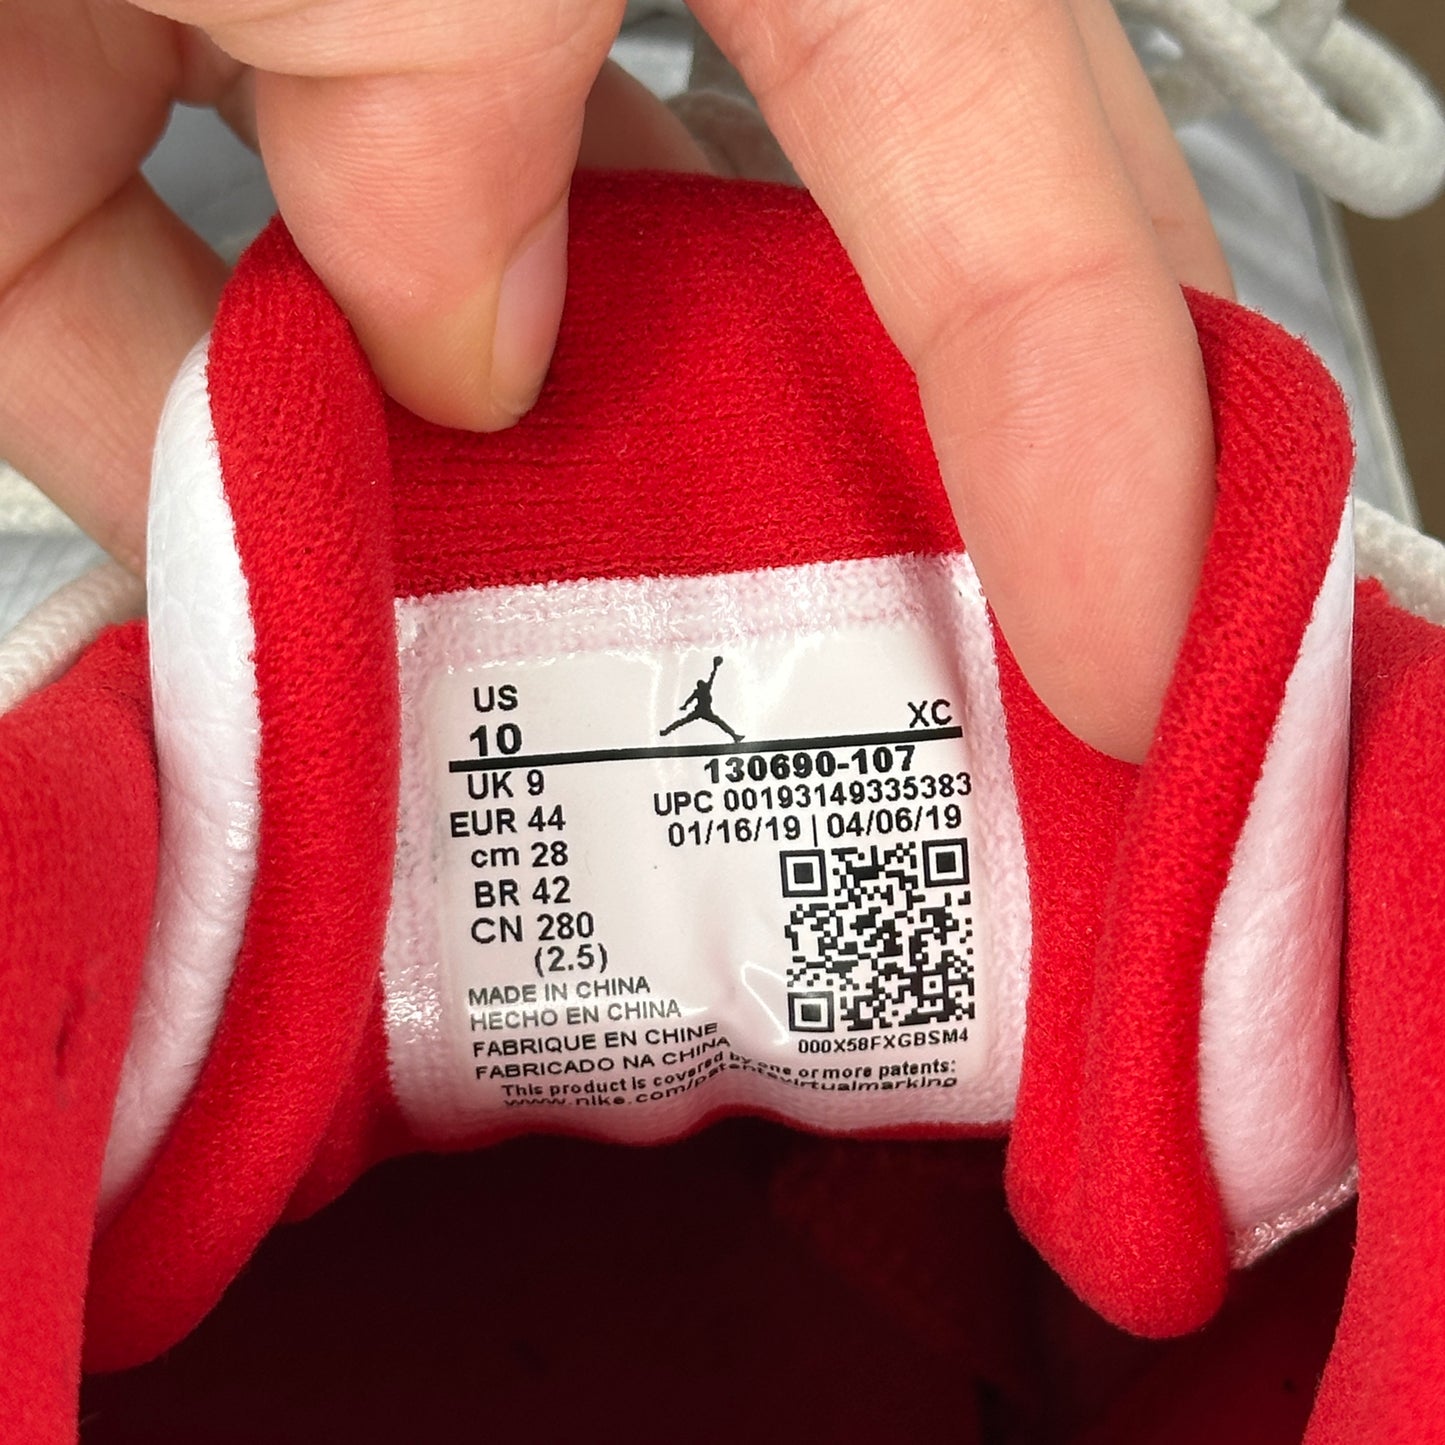 US
10
XC
UK 9
EUR 44
cm 28
BR 42
CN 280
(2.5)
130690-107
UPC 00193149335383
01/16/19 | 04/06/19
000X58FXGBSM4
MADE IN CHINA
HECHO EN CHINA
FABRIQUE EN CHINE
FABRICADO NA CHINA
This product is covered by one or more patents:
www.nike.com/patentsvirtualmarking